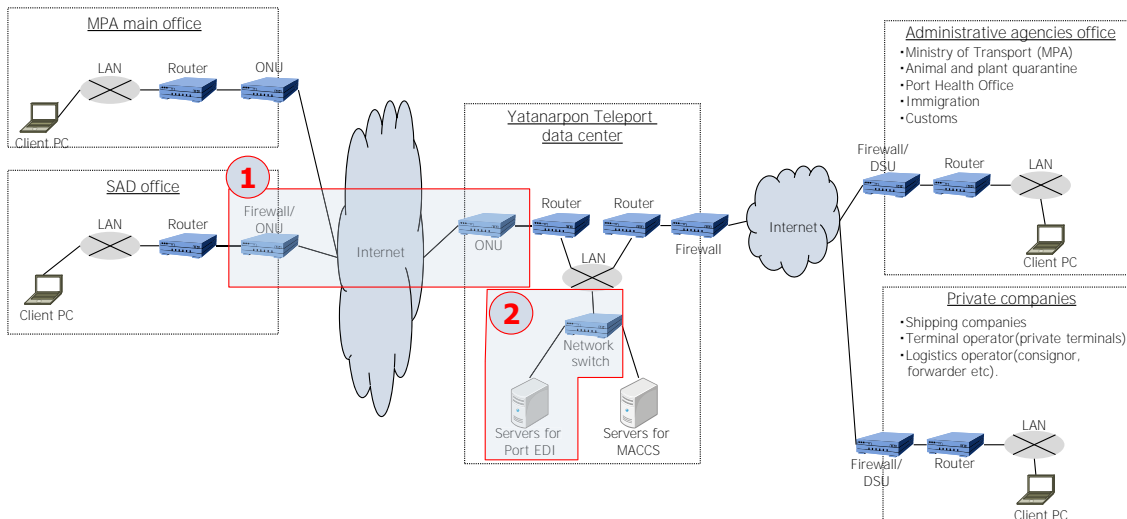 MPA main office
LAN
Router
ONU
Client PC
SAD office
LAN
Router
Firewall/
ONU
Client PC
1
Internet
Yatanarpon Teleport
data center
ONU
Router
Router
Firewall
LAN
2
Network
switch
Servers for
Port EDI
Servers for
MACCS
Internet
Administrative agencies office
•Ministry of Transport (MPA)
•Animal and plant quarantine
•Port Health Office
•Immigration
•Customs
Firewall/
DSU
Router
LAN
Client PC
Private companies
•Shipping companies
•Terminal operator(private terminals)
•Logistics operator(consignor,
forwarder etc).
Firewall/
DSU
Router
LAN
Client PC